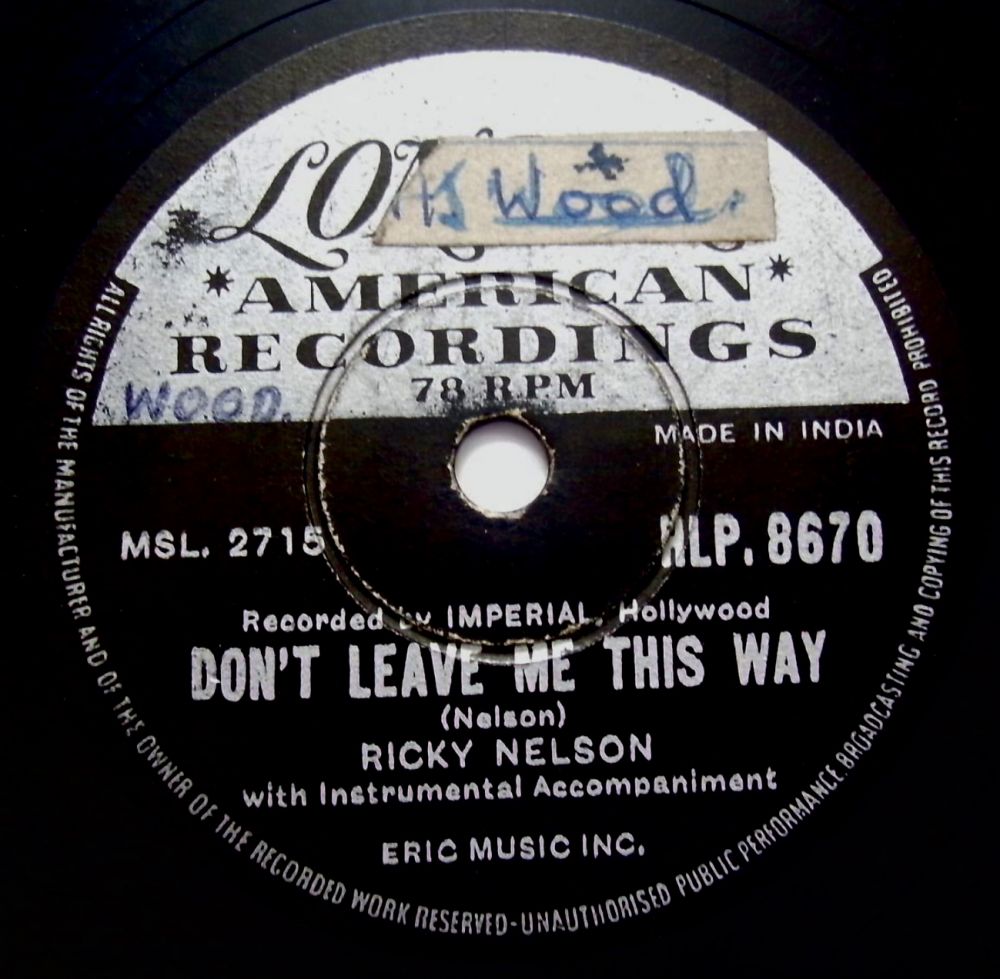 LON
Wood.
*AMERICAN*
RECORDINGS
78 RPM
WOOD.
MADE IN INDIA
MSL. 2715
HLP. 8670
Recorded by IMPERIAL, Hollywood
DON'T LEAVE ME THIS WAY
(Nelson)
RICKY NELSON
with Instrumental Accompaniment
ERIC MUSIC INC.
ALL RIGHTS OF THE MANUFACTURER AND OF THE OWNER OF THE RECORDED WORK RESERVED-UNAUTHORISED PUBLIC PERFORMANCE, BROADCASTING AND COPYING OF THIS RECORD PROHIBITED